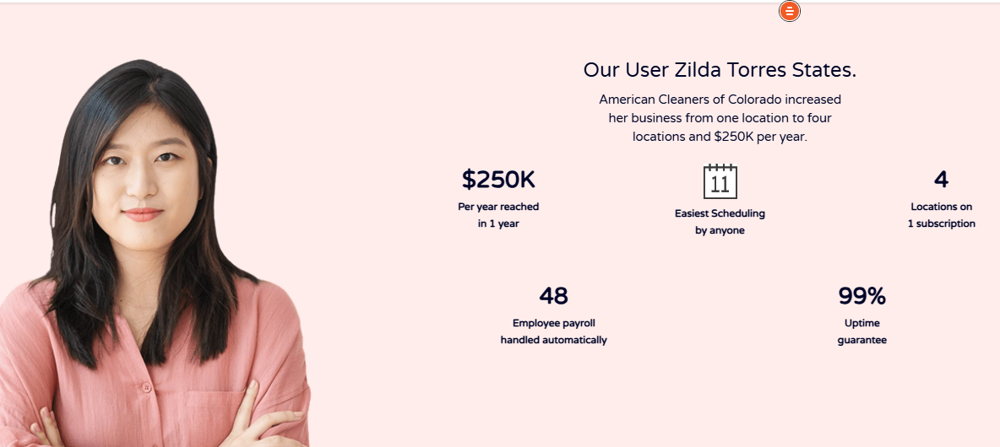 Our User Zilda Torres States.
American Cleaners of Colorado increased
her business from one location to four
locations and $250K per year.
$250K
Per year reached
in 1 year
11
Easiest Scheduling
by anyone
4
Locations on
1 subscription
48
Employee payroll
handled automatically
99%
Uptime
guarantee